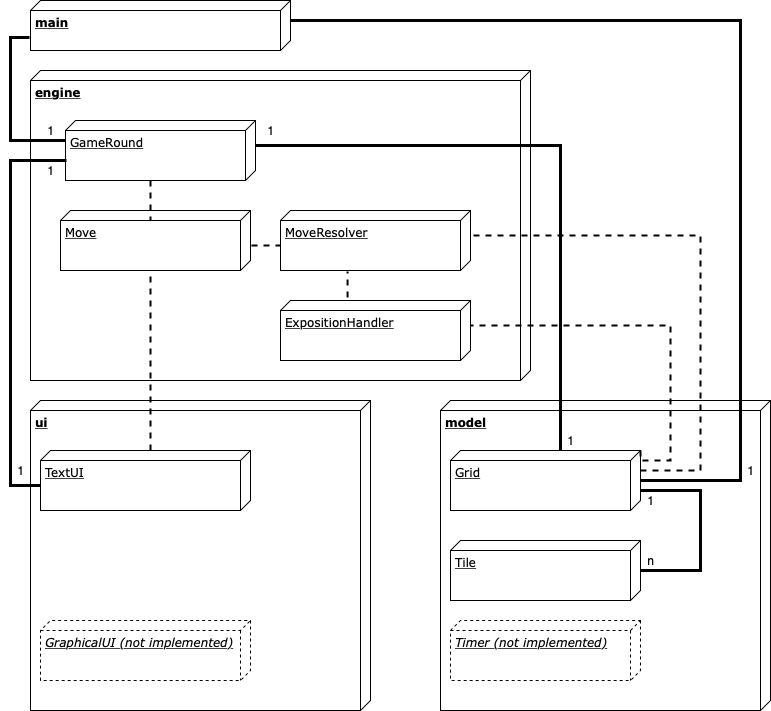 main
engine
1
1
GameRound
1
Move
MoveResolver
ExpositionHandler
ui
model
1
1
TextUI
Grid
1
1
Tile
n
GraphicalUI (not implemented)
Timer (not implemented)